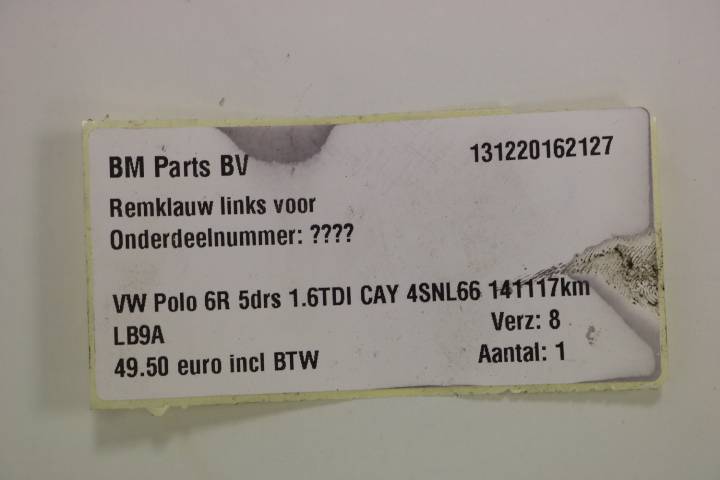 BM Parts BV 131220162127
Remklauw links voor
Onderdeelnummer: ????
VW Polo 6R 5drs 1.6TDI CAY 4SNL66 141117km
LB9A Verz: 8
49.50 euro incl BTW Aantal: 1